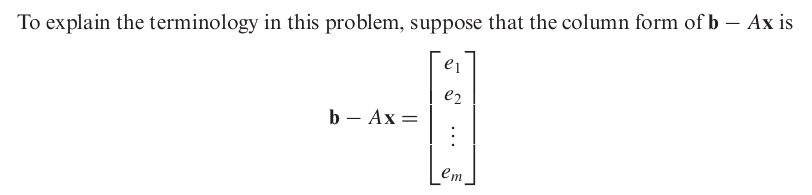 To explain the terminology in this problem, suppose that the column form of b − Ax is
e₁
e₂
b − Ax =
⋮
eₘ